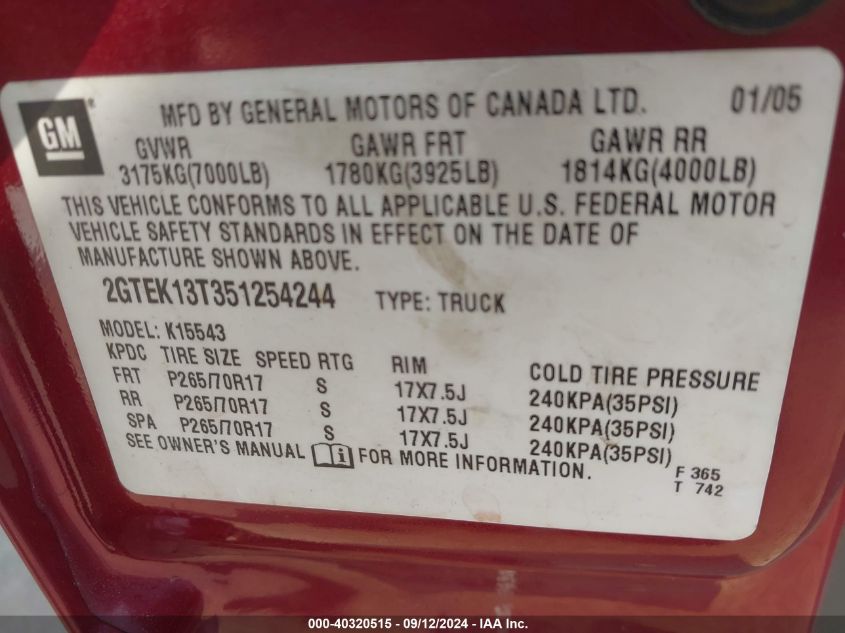 MFD BY GENERAL MOTORS OF CANADA LTD. 01/05
GM ®
GVWR GAWR FRT GAWR RR
3175KG(7000LB) 1780KG(3925LB) 1814KG(4000LB)
THIS VEHICLE CONFORMS TO ALL APPLICABLE U.S. FEDERAL MOTOR
VEHICLE SAFETY STANDARDS IN EFFECT ON THE DATE OF
MANUFACTURE SHOWN ABOVE.
2GTEK13T351254244 TYPE: TRUCK
MODEL: K15543
KPDC TIRE SIZE SPEED RTG RIM COLD TIRE PRESSURE
FRT P265/70R17 S 17X7.5J 240KPA(35PSI)
RR P265/70R17 S 17X7.5J 240KPA(35PSI)
SPA P265/70R17 S 17X7.5J 240KPA(35PSI)
SEE OWNER'S MANUAL i FOR MORE INFORMATION.
F 365
T 742
000-40320515 - 09/12/2024 - IAA Inc.